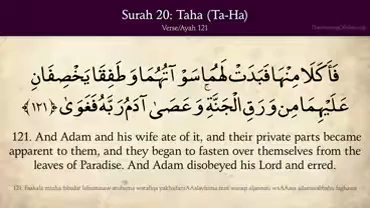 Surah 20: Taha (Ta-Ha)
Verse/Ayah 121
فَأَكَلَا مِنْهَا فَبَدَتْ لَهُمَا سَوْآتُهُمَا وَطَفِقَا يَخْصِفَانِ
عَلَيْهِمَا مِن وَرَقِ الْجَنَّةِ ۚ وَعَصَىٰ آدَمُ رَبَّهُ فَغَوَىٰ ﴿١٢١﴾
121. And Adam and his wife ate of it, and their private parts became
apparent to them, and they began to fasten over themselves from the
leaves of Paradise. And Adam disobeyed his Lord and erred.